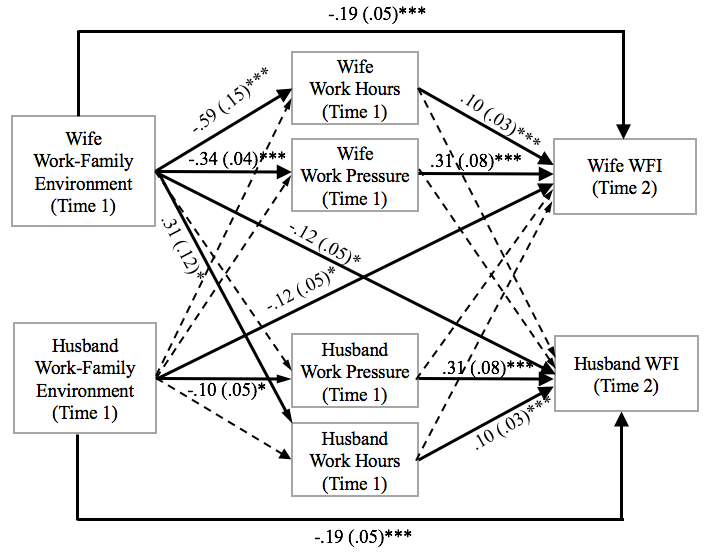 -.19 (.05)***
Wife
Work Hours
(Time 1)
-.59 (.15)***
.10 (.03)***
Wife
Work-Family
Environment
(Time 1)
-.34 (.04)***
Wife
Work Pressure
(Time 1)
.31 (.08)***
Wife WFI
(Time 2)
.31 (.12)*
-.12 (.05)*
-.12 (.05)*
Husband
Work-Family
Environment
(Time 1)
-.10 (.05)*
Husband
Work Pressure
(Time 1)
.31 (.08)***
Husband WFI
(Time 2)
Husband
Work Hours
(Time 1)
.10 (.03)***
-.19 (.05)***